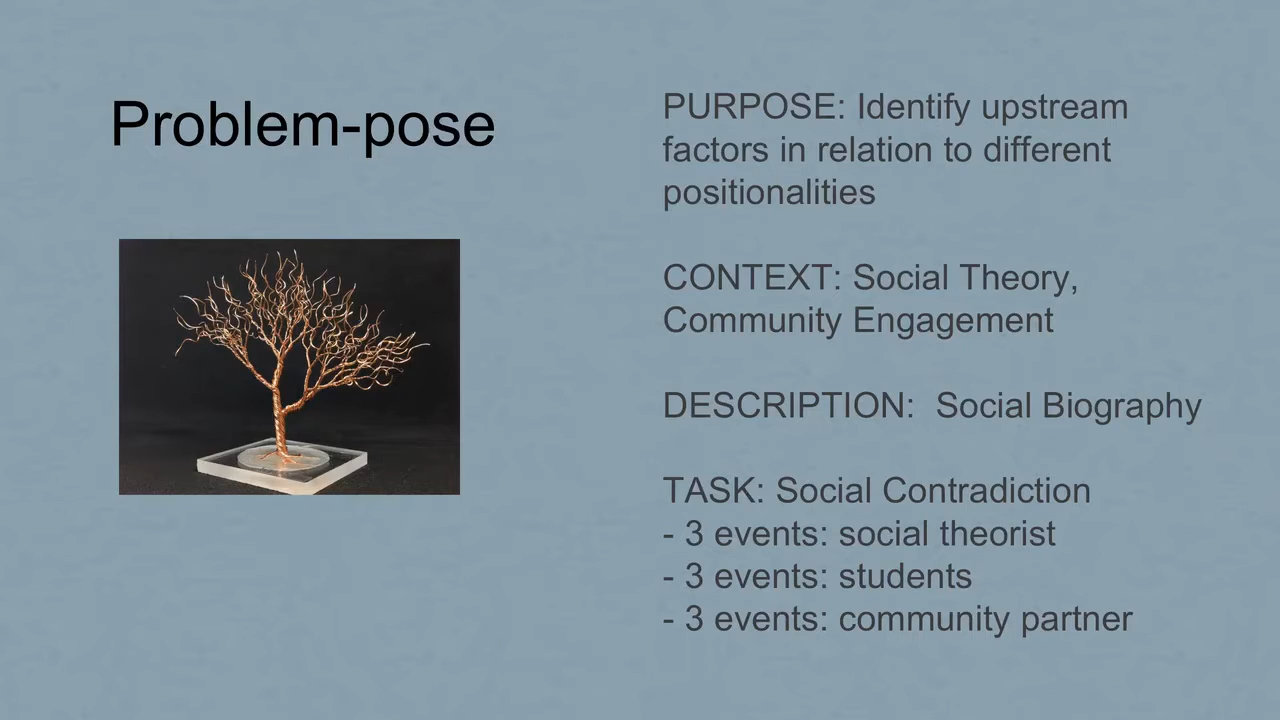 Problem-pose
PURPOSE: Identify upstream
factors in relation to different
positionalities
CONTEXT: Social Theory,
Community Engagement
DESCRIPTION:  Social Biography
TASK: Social Contradiction
- 3 events: social theorist
- 3 events: students
- 3 events: community partner